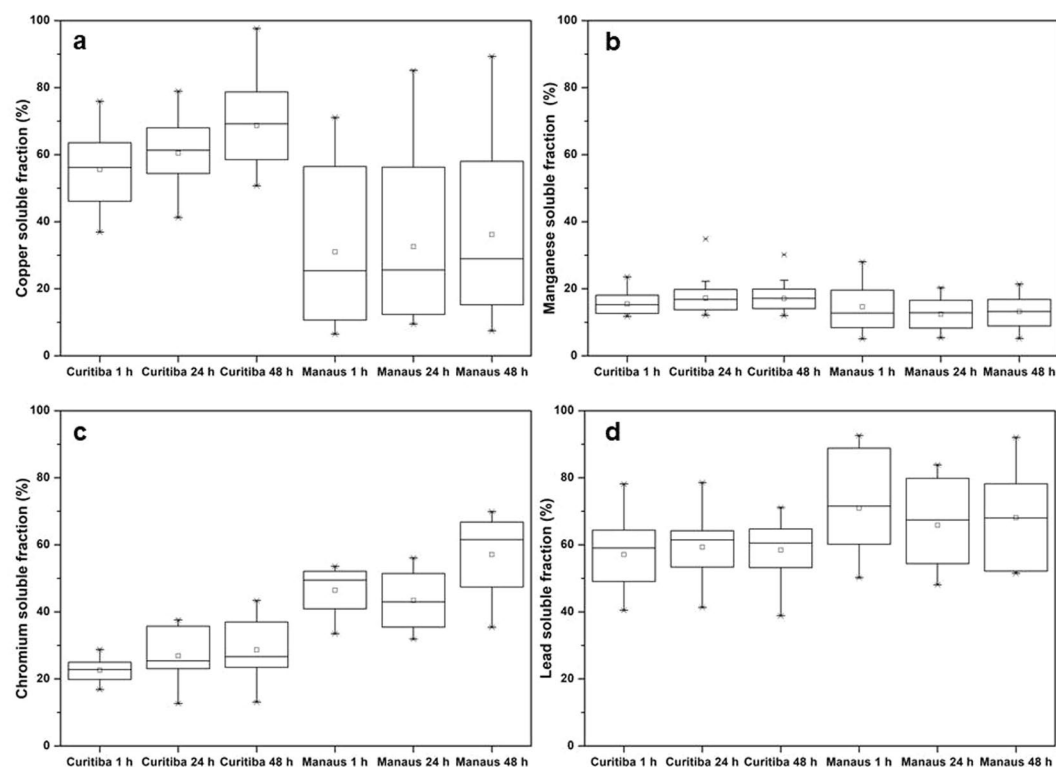 a
Copper soluble fraction (%)
100
80
60
40
20
0
Curitiba 1 h Curitiba 24 h Curitiba 48 h Manaus 1 h Manaus 24 h Manaus 48 h
b
Manganese soluble fraction (%)
100
80
60
40
20
0
Curitiba 1 h Curitiba 24 h Curitiba 48 h Manaus 1 h Manaus 24 h Manaus 48 h
c
Chromium soluble fraction (%)
100
80
60
40
20
0
Curitiba 1 h Curitiba 24 h Curitiba 48 h Manaus 1 h Manaus 24 h Manaus 48 h
d
Lead soluble fraction (%)
100
80
60
40
20
0
Curitiba 1 h Curitiba 24 h Curitiba 48 h Manaus 1 h Manaus 24 h Manaus 48 h